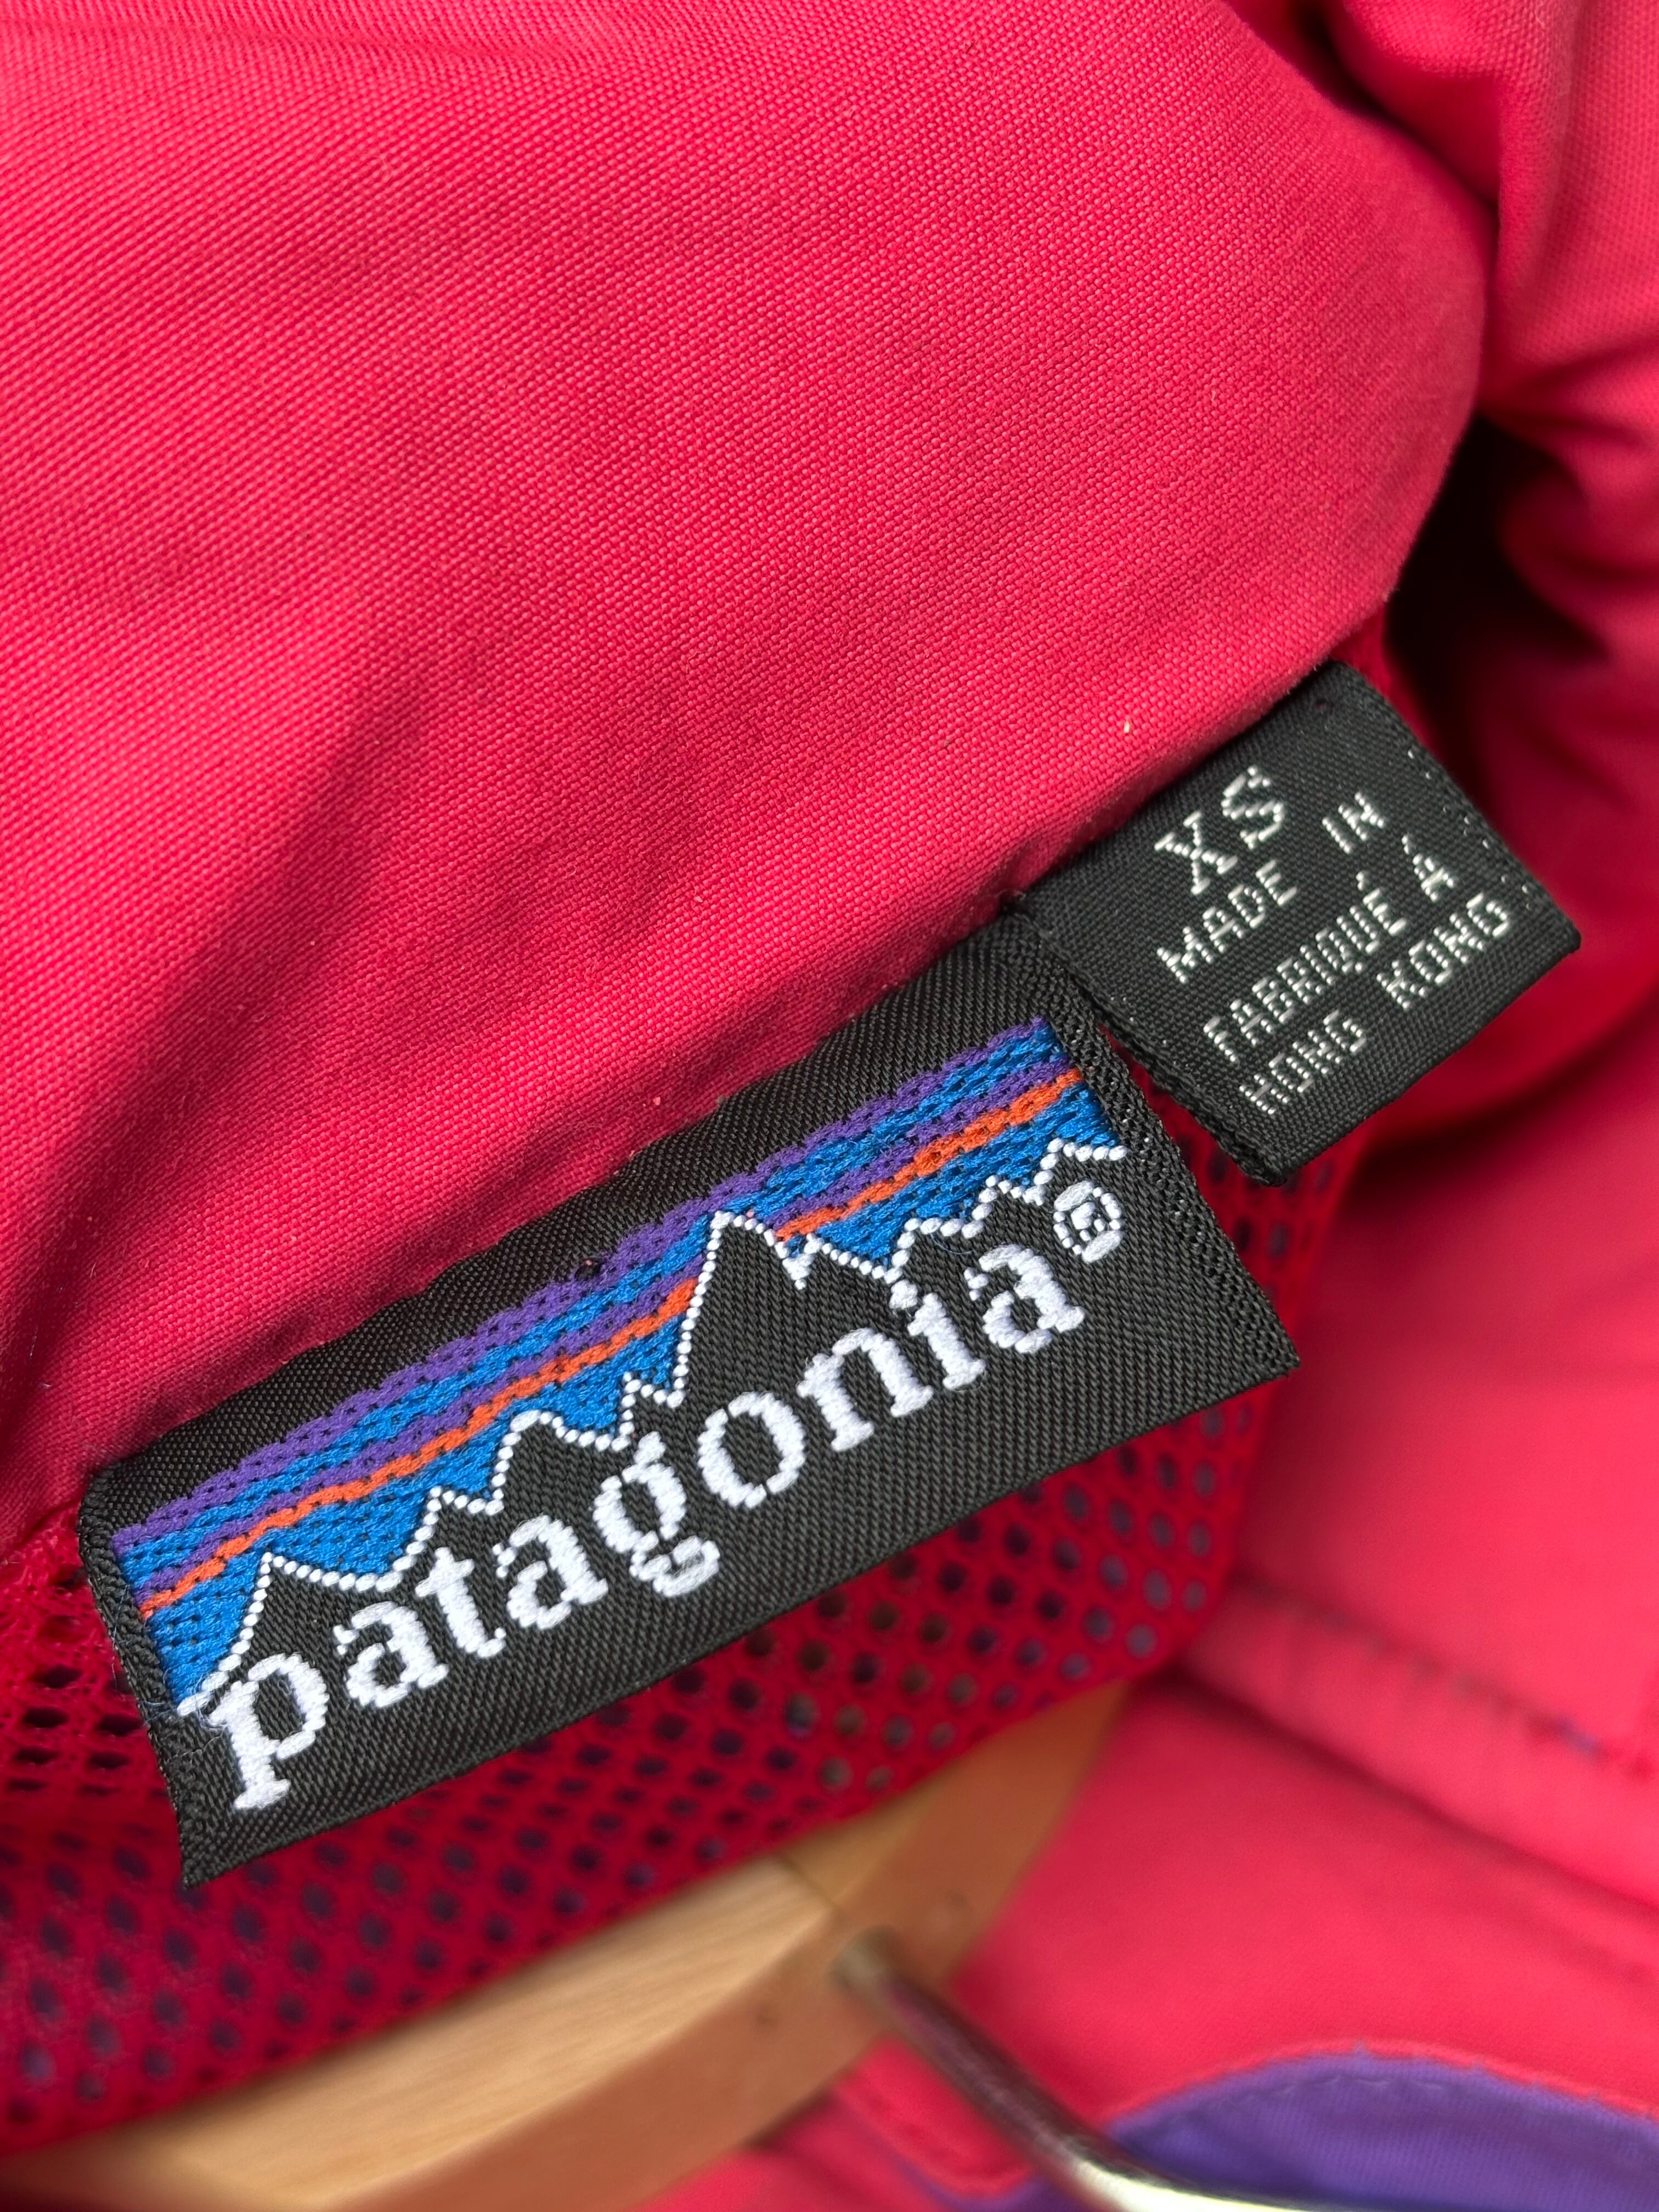 XS
MADE IN
FABRIQUÉ Á
HONG KONG
patagonia®